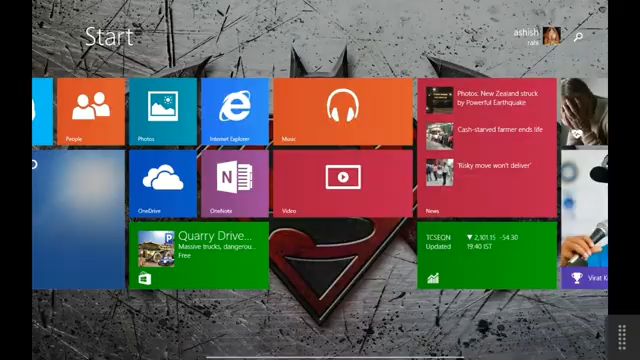 Start
ashish
rahi
People
Photos
Internet Explorer
Music
Photos: New Zealand struck
by Powerful Earthquake
Cash-starved farmer ends life
'Risky move won't deliver'
News
OneDrive
N
OneNote
Video
Quarry Drive...
Massive trucks, dangerou...
Free
TCSEQN
▼ 2,101.15 -54.30
Updated
19:40 IST
Virat K